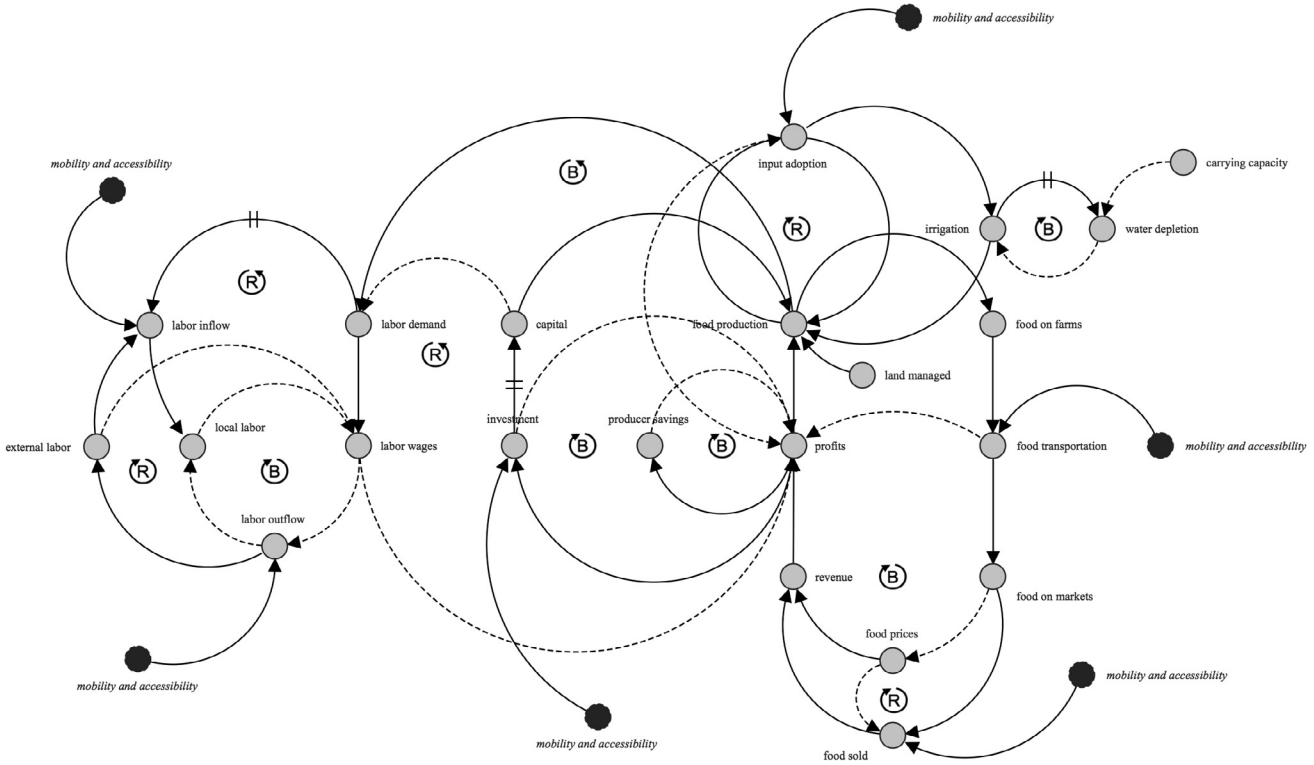 mobility and accessibility
B
input adoption
mobility and accessibility
carrying capacity
R
irrigation
B
water depletion
R
labor inflow
labor demand
capital
food production
food on farms
R
land managed
external labor
local labor
labor wages
investment
producer savings
profits
food transportation
mobility and accessibility
R
B
B
B
labor outflow
revenue
B
food on markets
food prices
mobility and accessibility
R
mobility and accessibility
mobility and accessibility
food sold